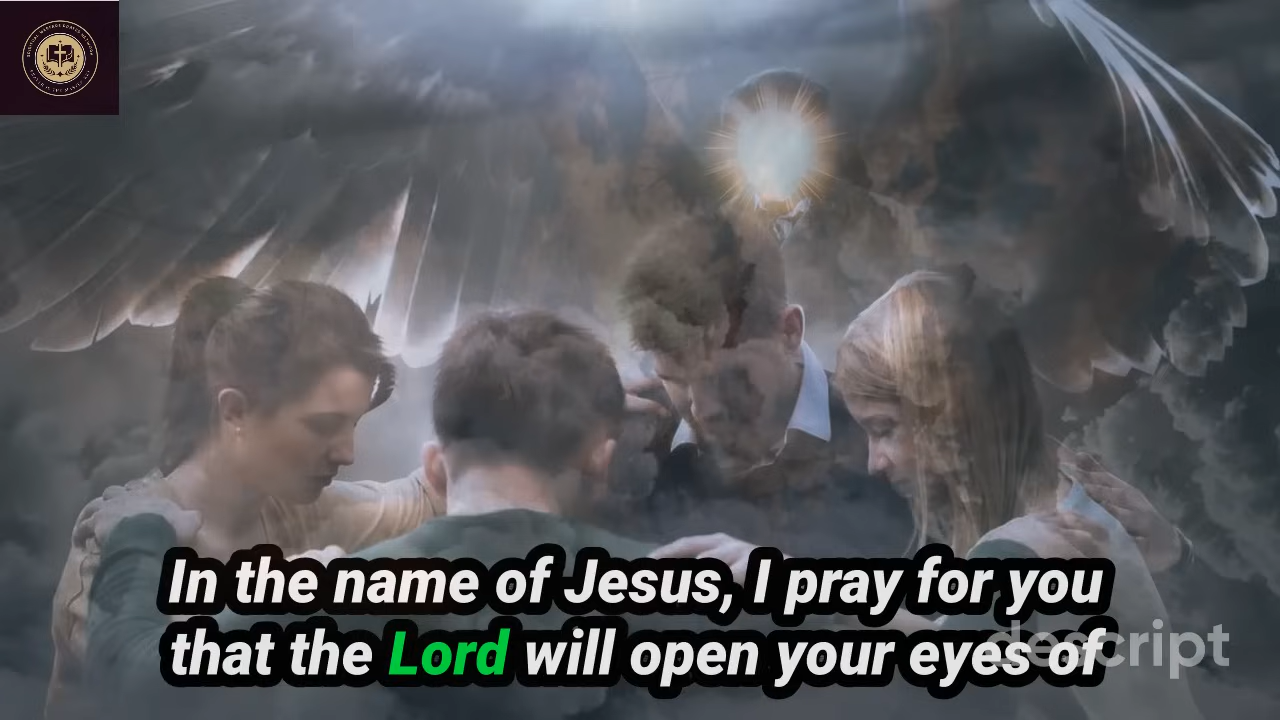 In the name of Jesus, I pray for you
that the Lord will open your eyes of
descript